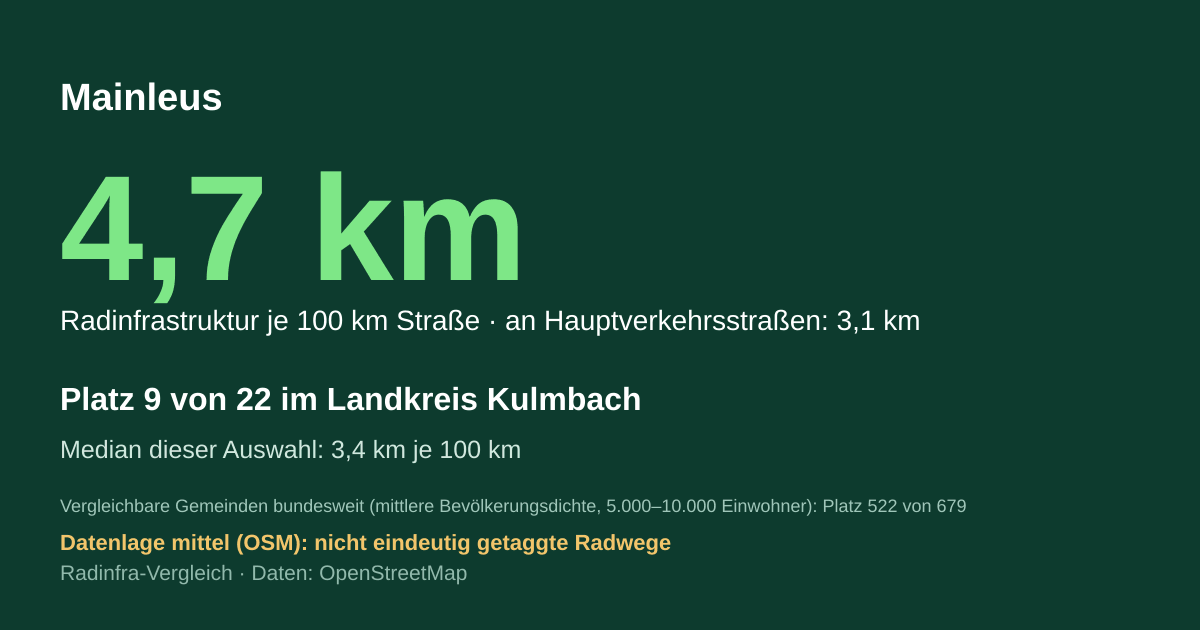 Mainleus
4,7 km
Radinfrastruktur je 100 km Straße · an Hauptverkehrsstraßen: 3,1 km
Platz 9 von 22 im Landkreis Kulmbach
Median dieser Auswahl: 3,4 km je 100 km
Vergleichbare Gemeinden bundesweit (mittlere Bevölkerungsdichte, 5.000–10.000 Einwohner): Platz 522 von 679
Datenlage mittel (OSM): nicht eindeutig getaggte Radwege
Radinfra-Vergleich · Daten: OpenStreetMap